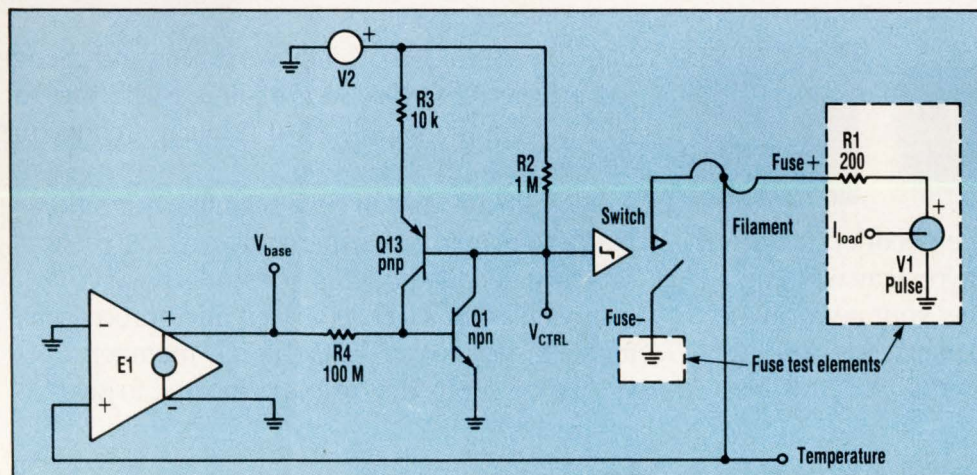 V2
+
R3
10 k
R2
1 M
Switch
Fuse+
R1
200
+
I_load
V1
Pulse
Filament
Q13
pnp
V_base
Q1
npn
V_CTRL
Fuse–
Fuse test elements
–
+
E1
+
–
R4
100 M
Temperature